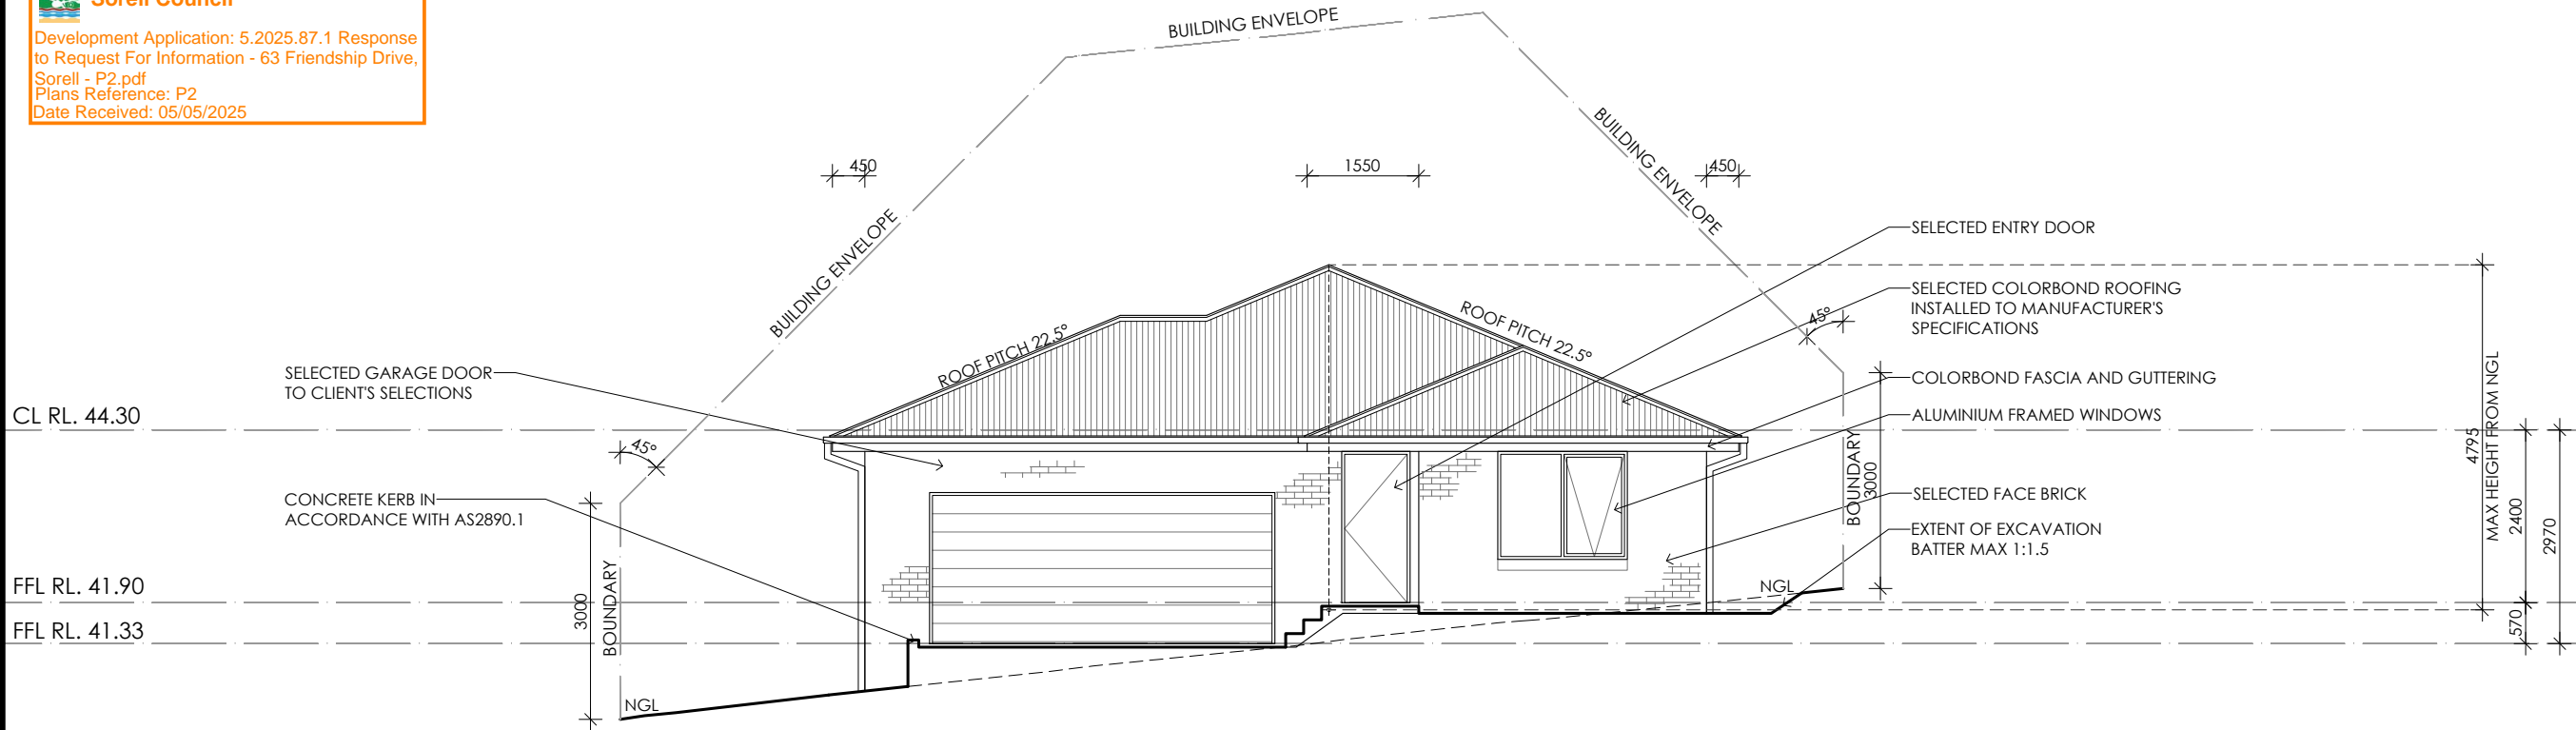 Sorell Council
Development Application: 5.2025.87.1 Response
to Request For Information - 63 Friendship Drive,
Sorell - P2.pdf
Plans Reference: P2
Date Received: 05/05/2025
BUILDING ENVELOPE
BUILDING ENVELOPE
BUILDING ENVELOPE
450
1550
450
SELECTED ENTRY DOOR
SELECTED COLORBOND ROOFING
INSTALLED TO MANUFACTURER'S
SPECIFICATIONS
45°
ROOF PITCH 22.5°
ROOF PITCH 22.5°
SELECTED GARAGE DOOR
TO CLIENT'S SELECTIONS
COLORBOND FASCIA AND GUTTERING
ALUMINIUM FRAMED WINDOWS
CL RL. 44.30
45°
CONCRETE KERB IN
ACCORDANCE WITH AS2890.1
SELECTED FACE BRICK
EXTENT OF EXCAVATION
BATTER MAX 1:1.5
BOUNDARY
3000
4795
MAX HEIGHT FROM NGL
2400
2970
FFL RL. 41.90
NGL
3000
BOUNDARY
FFL RL. 41.33
570
NGL